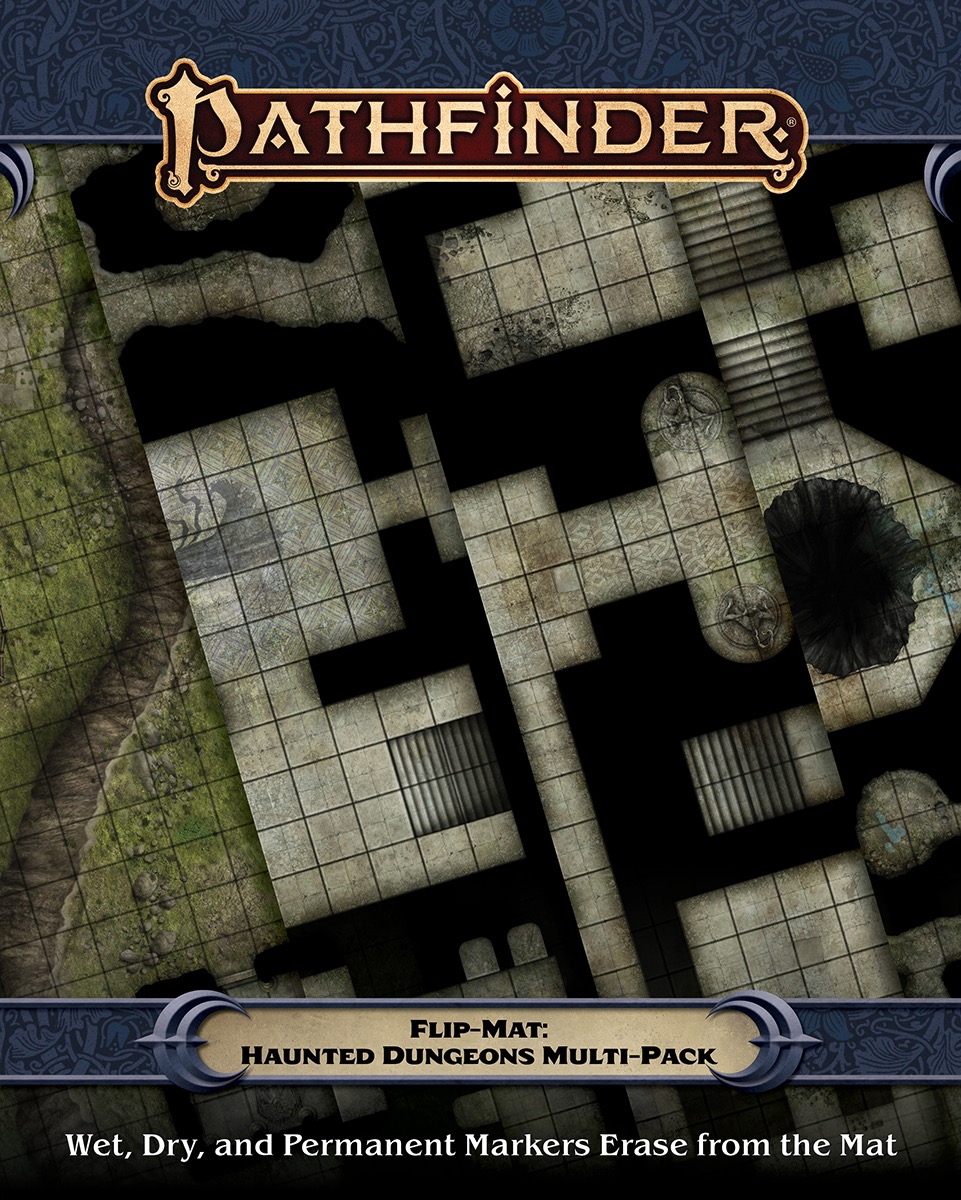 PATHFINDER®
FLIP-MAT:
HAUNTED DUNGEONS MULTI-PACK
Wet, Dry, and Permanent Markers Erase from the Mat